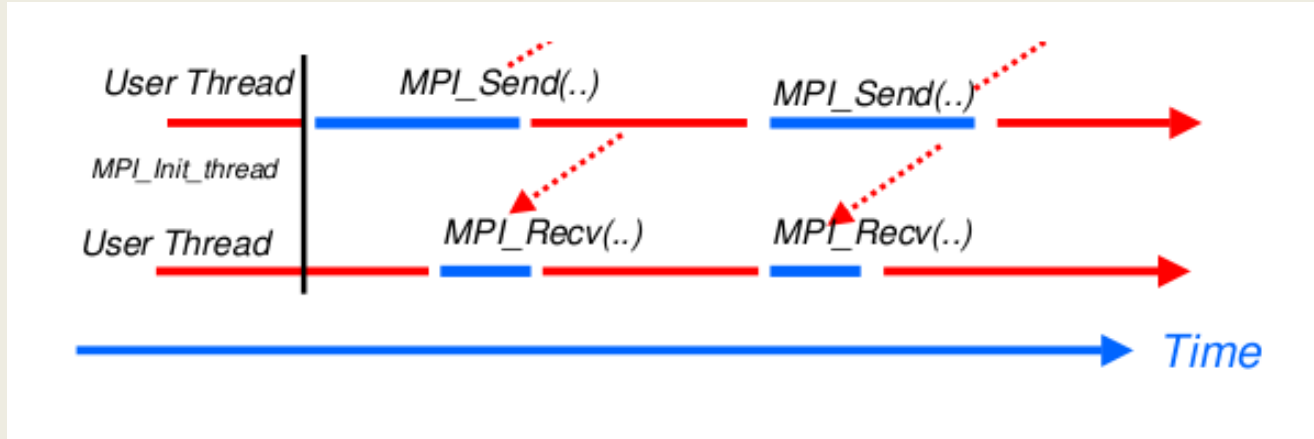 User Thread
MPI_Send(..)
MPI_Send(..)
MPI_Init_thread
User Thread
MPI_Recv(..)
MPI_Recv(..)
Time